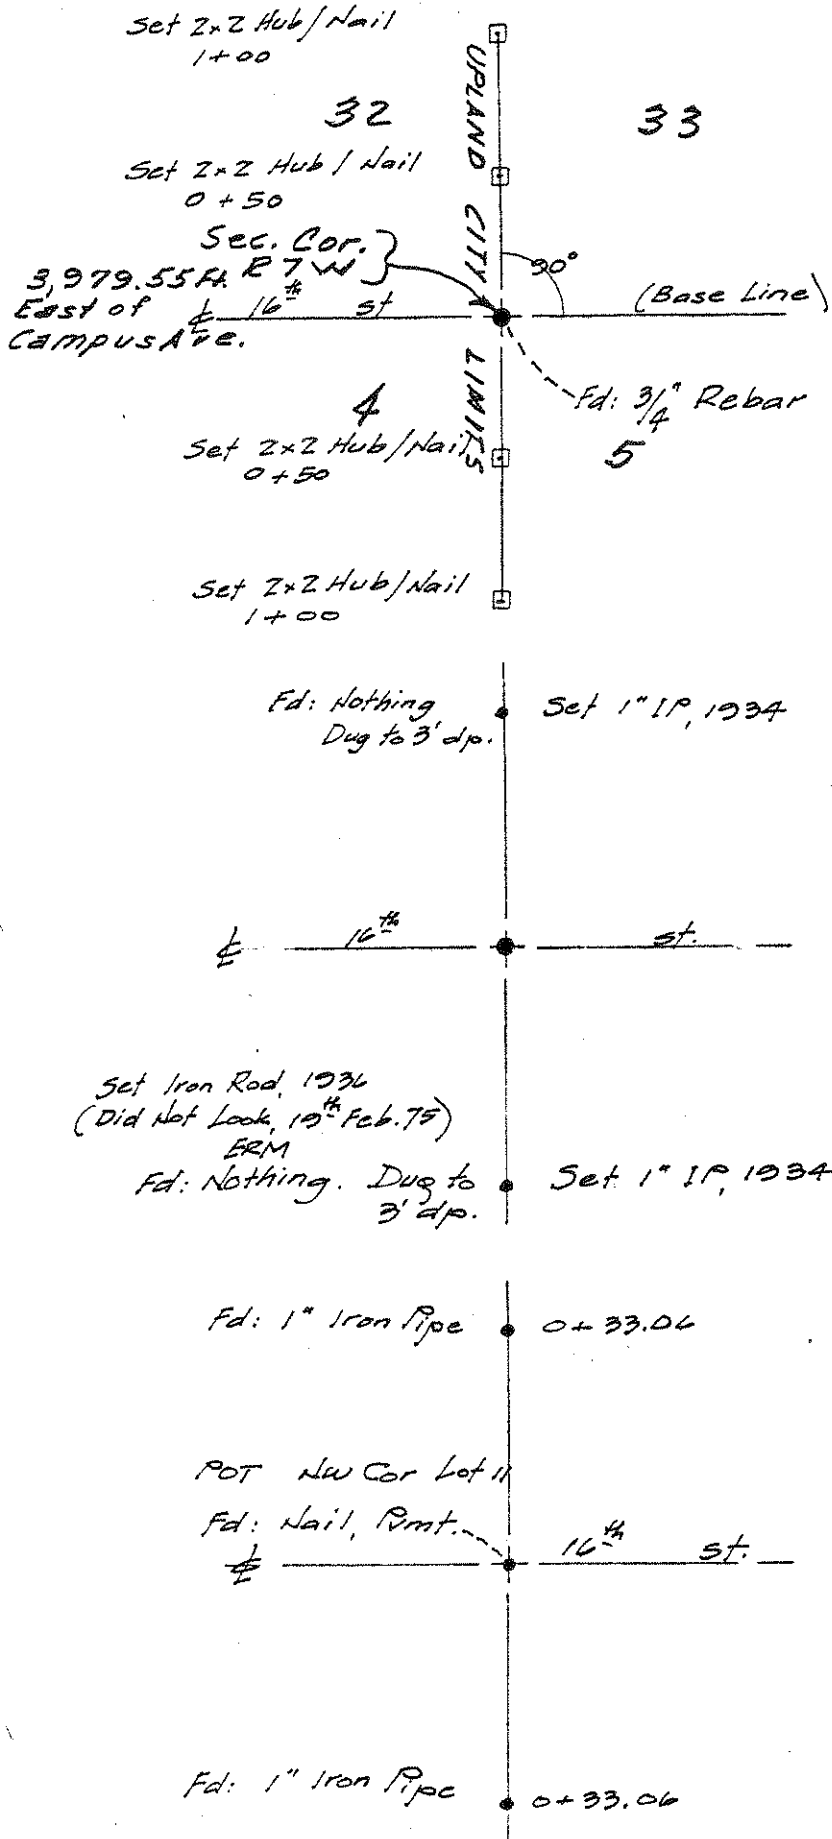 Set 2x2 Hub/Nail
1+00
UPLAND CITY LIMITS
32
33
Set 2x2 Hub/Nail
0+50
Sec. Cor.
R 7 W
3,979.55 Ft.
East of
Campus Ave.
90°
℄ 16th st
(Base Line)
Fd: 3/4" Rebar
4
5
Set 2x2 Hub/Nail
0+50
Set 2x2 Hub/Nail
1+00
Fd: Nothing
Dug to 3' dp.
Set 1" IP, 1934
℄ 16th st.
Set Iron Rod, 1936
(Did Not Look, 19th Feb. 75)
ERM
Fd: Nothing. Dug to
3' dp.
Set 1" IP, 1934
Fd: 1" Iron Pipe 0+33.06
POT NW Cor Lot 11
Fd: Nail, Pvmt.
℄ 16th st.
Fd: 1" Iron Pipe 0+33.06